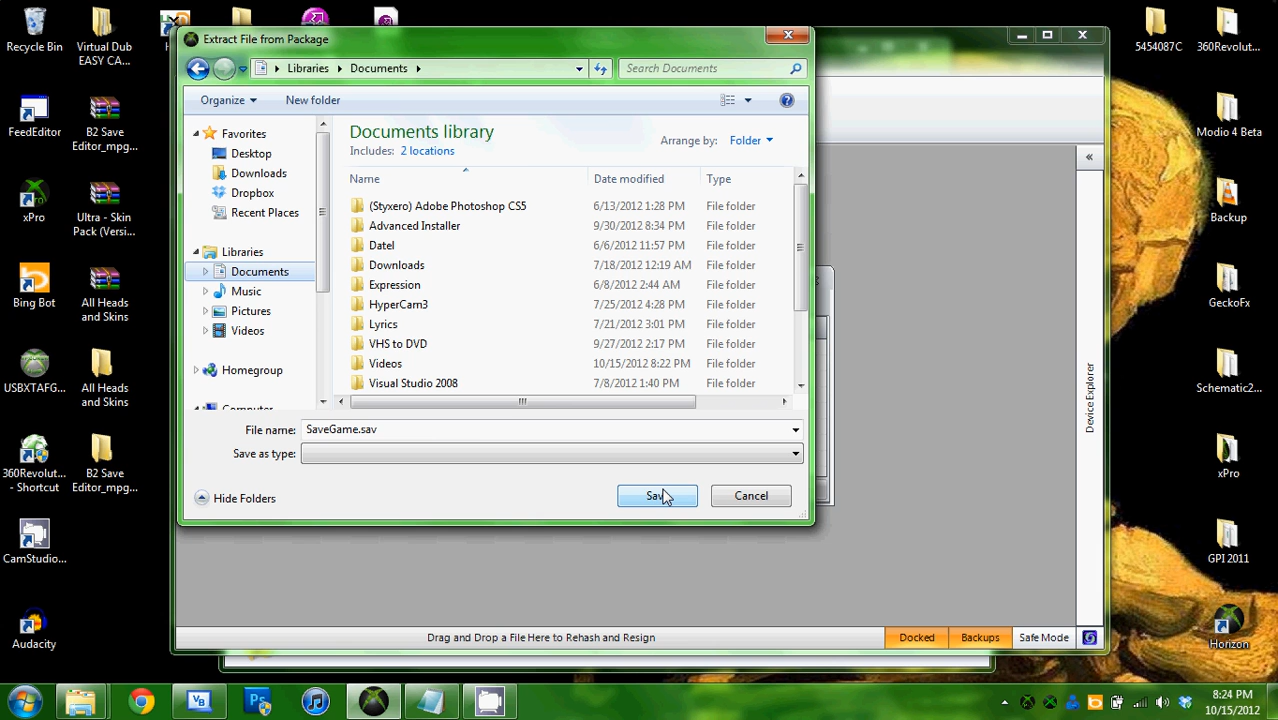 Recycle Bin
Virtual Dub
EASY CA...
FeedEditor
B2 Save
Editor_mpg...
xPro
Ultra - Skin
Pack (Versi...
Bing Bot
All Heads
and Skins
USBXTAFG...
All Heads
and Skins
360Revolut...
- Shortcut
B2 Save
Editor_mpg...
CamStudio...
Audacity
Extract File from Package
Libraries
Documents
Search Documents
Organize
New folder
Favorites
Desktop
Downloads
Dropbox
Recent Places
Libraries
Documents
Music
Pictures
Videos
Homegroup
Computer
Documents library
Includes: 2 locations
Arrange by: Folder
Name Date modified Type
(Styxero) Adobe Photoshop CS5 6/13/2012 1:28 PM File folder
Advanced Installer 9/30/2012 8:34 PM File folder
Datel 6/6/2012 11:57 PM File folder
Downloads 7/18/2012 12:19 AM File folder
Expression 6/8/2012 2:44 AM File folder
HyperCam3 7/25/2012 4:28 PM File folder
Lyrics 7/21/2012 3:01 PM File folder
VHS to DVD 9/27/2012 2:17 PM File folder
Videos 10/15/2012 8:22 PM File folder
Visual Studio 2008 7/8/2012 1:40 PM File folder
File name: SaveGame.sav
Save as type:
Hide Folders
Save
Cancel
Device Explorer
Drag and Drop a File Here to Rehash and Resign
Docked
Backups
Safe Mode
5454087C
360Revolut...
Modio 4 Beta
Backup
GeckoFx
Schematic2...
xPro
GPI 2011
Horizon
VB
Ps
8:24 PM
10/15/2012